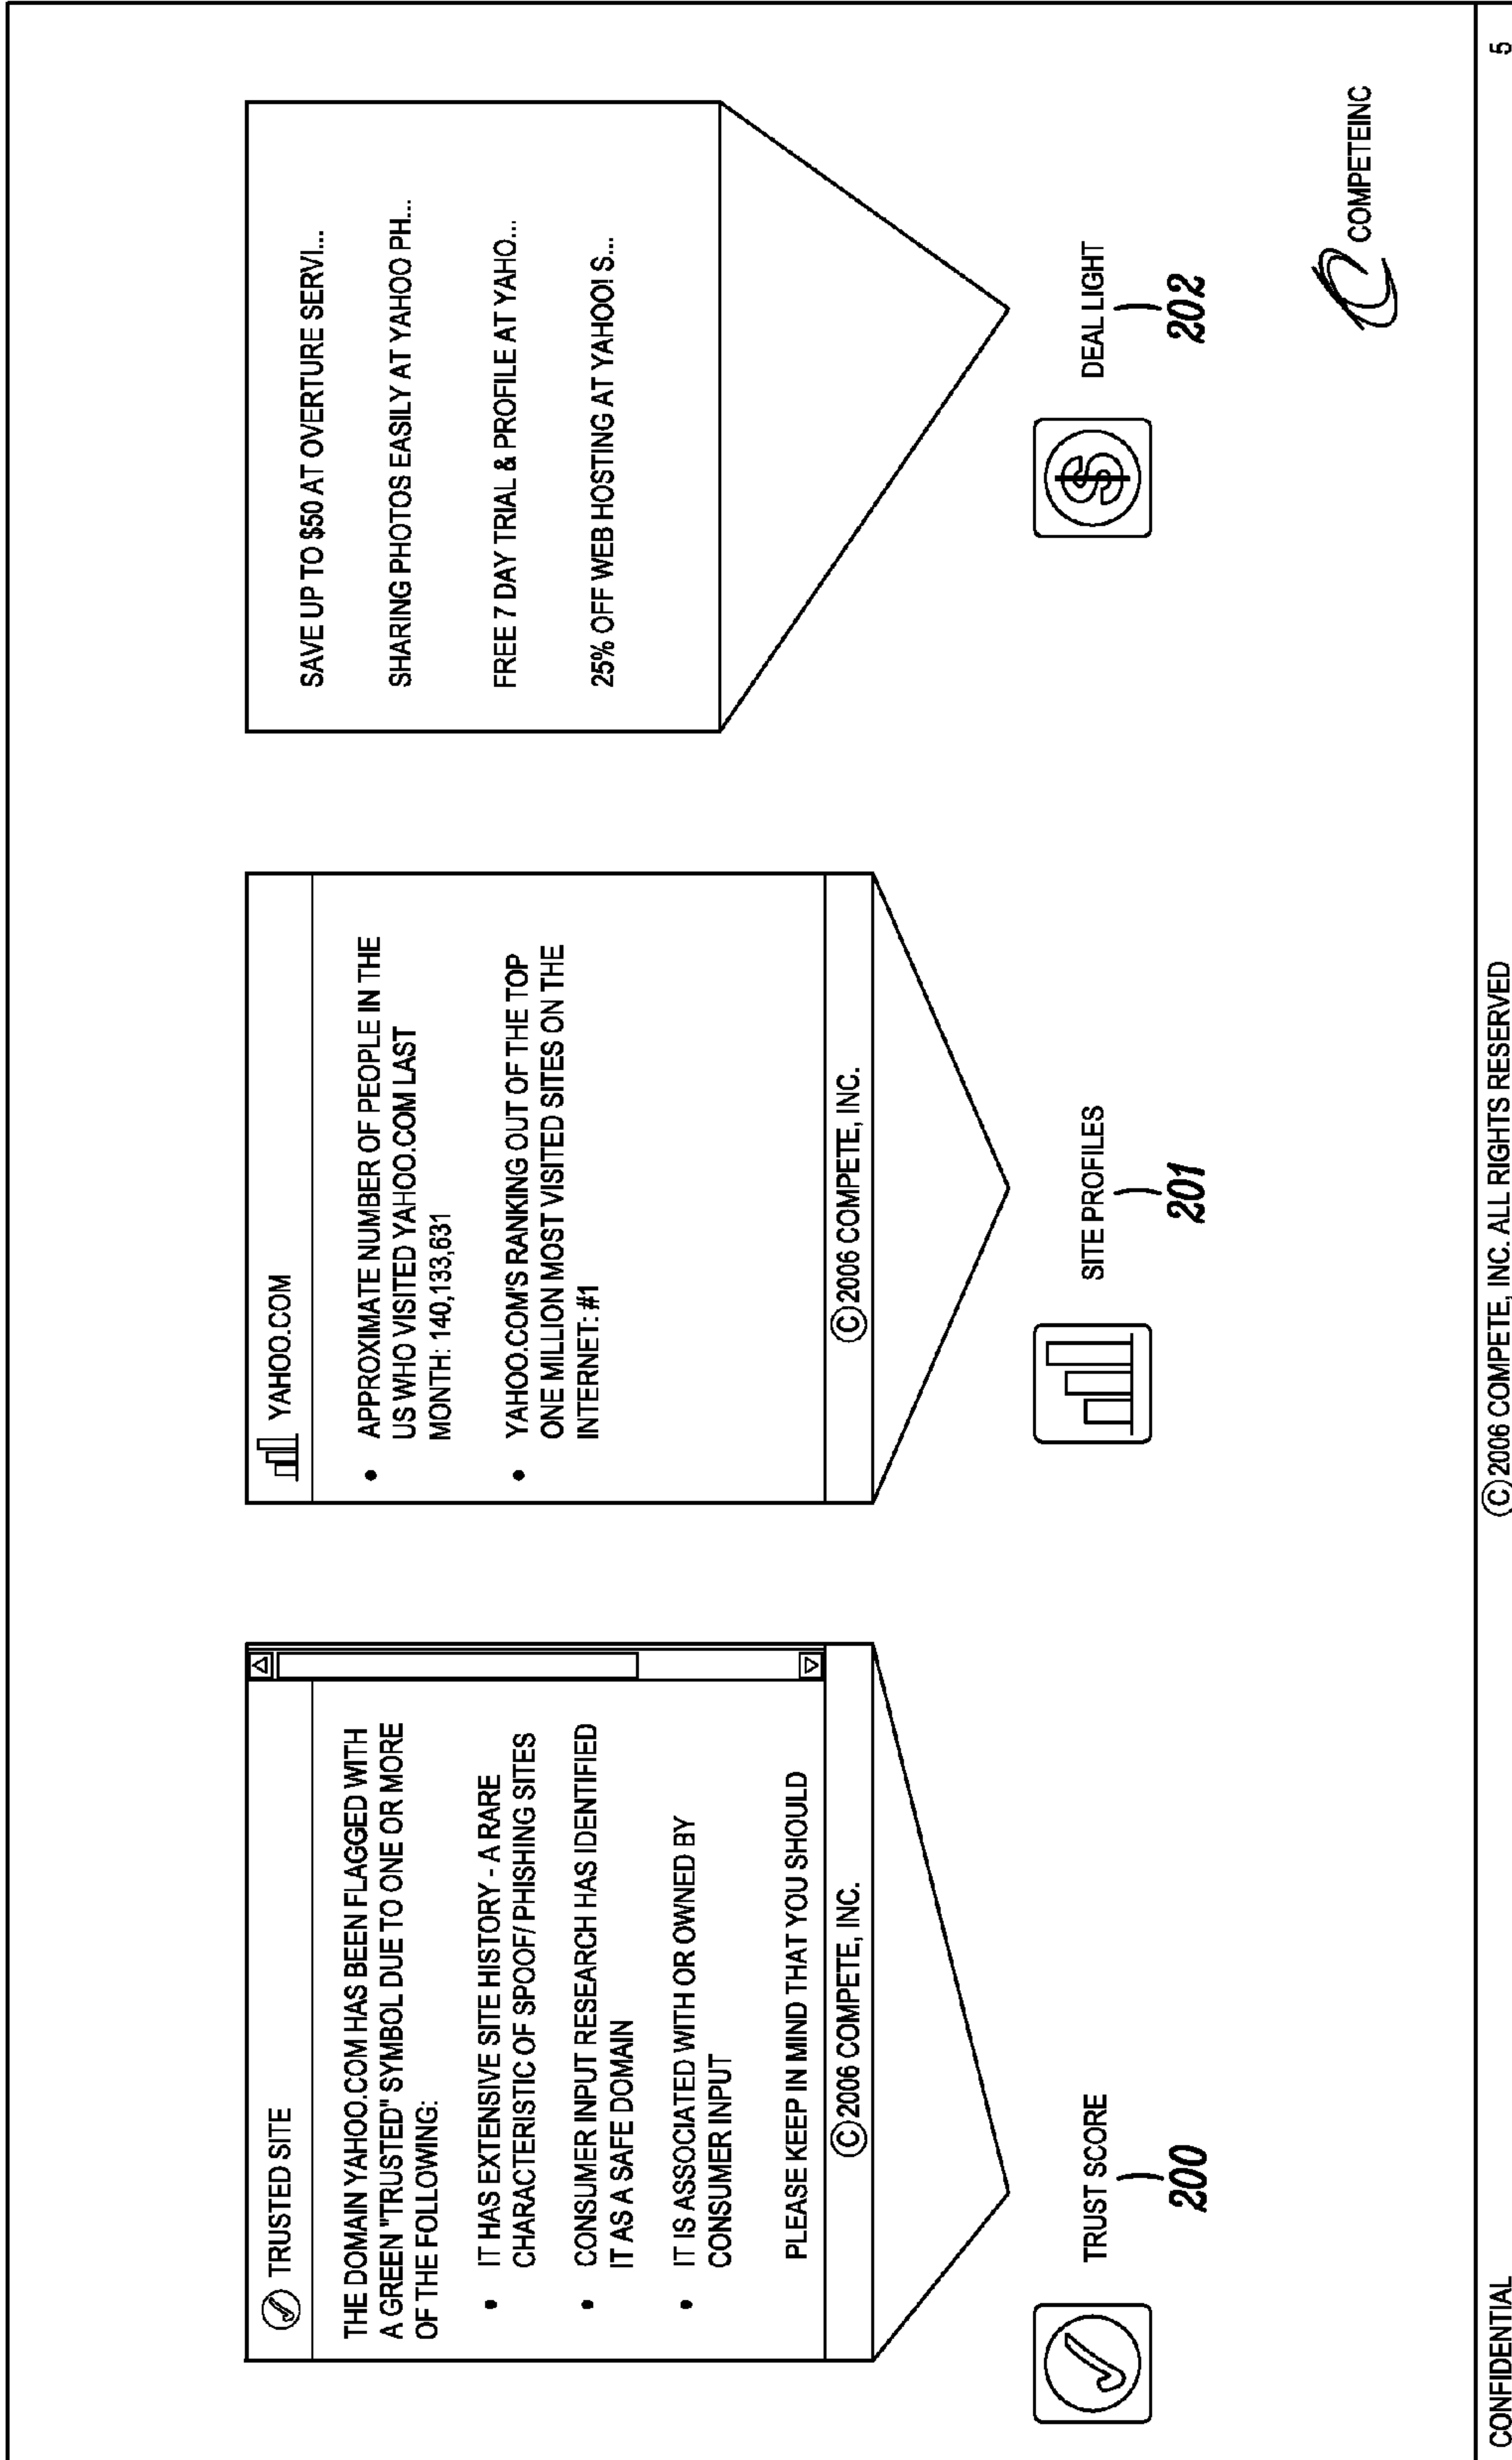 TRUSTED SITE
THE DOMAIN YAHOO.COM HAS BEEN FLAGGED WITH
A GREEN "TRUSTED" SYMBOL DUE TO ONE OR MORE
OF THE FOLLOWING:
• IT HAS EXTENSIVE SITE HISTORY - A RARE
CHARACTERISTIC OF SPOOF/ PHISHING SITES
• CONSUMER INPUT RESEARCH HAS IDENTIFIED
IT AS A SAFE DOMAIN
• IT IS ASSOCIATED WITH OR OWNED BY
CONSUMER INPUT
PLEASE KEEP IN MIND THAT YOU SHOULD
© 2006 COMPETE, INC.
TRUST SCORE
200
YAHOO.COM
• APPROXIMATE NUMBER OF PEOPLE IN THE
US WHO VISITED YAHOO.COM LAST
MONTH: 140,133,631
• YAHOO.COM'S RANKING OUT OF THE TOP
ONE MILLION MOST VISITED SITES ON THE
INTERNET: #1
© 2006 COMPETE, INC.
SITE PROFILES
201
SAVE UP TO $50 AT OVERTURE SERVI...
SHARING PHOTOS EASILY AT YAHOO PH...
FREE 7 DAY TRIAL & PROFILE AT YAHO...
25% OFF WEB HOSTING AT YAHOO! S...
$
DEAL LIGHT
202
COMPETEINC
CONFIDENTIAL
© 2006 COMPETE, INC. ALL RIGHTS RESERVED
5